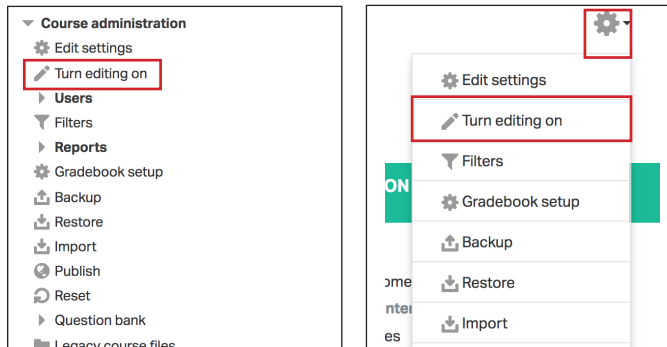 Course administration
Edit settings
Turn editing on
Users
Filters
Reports
Gradebook setup
Backup
Restore
Import
Publish
Reset
Question bank
Legacy course files
Edit settings
Turn editing on
Filters
ON
Gradebook setup
Backup
ome
Restore
nter
Import
es